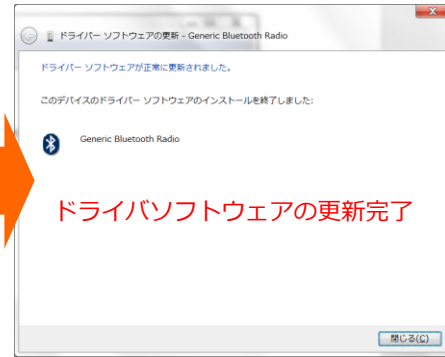 ドライバー ソフトウェアの更新 - Generic Bluetooth Radio
ドライバー ソフトウェアが正常に更新されました。
このデバイスのドライバー ソフトウェアのインストールを終了しました:
Generic Bluetooth Radio
ドライバソフトウェアの更新完了
閉じる(C)